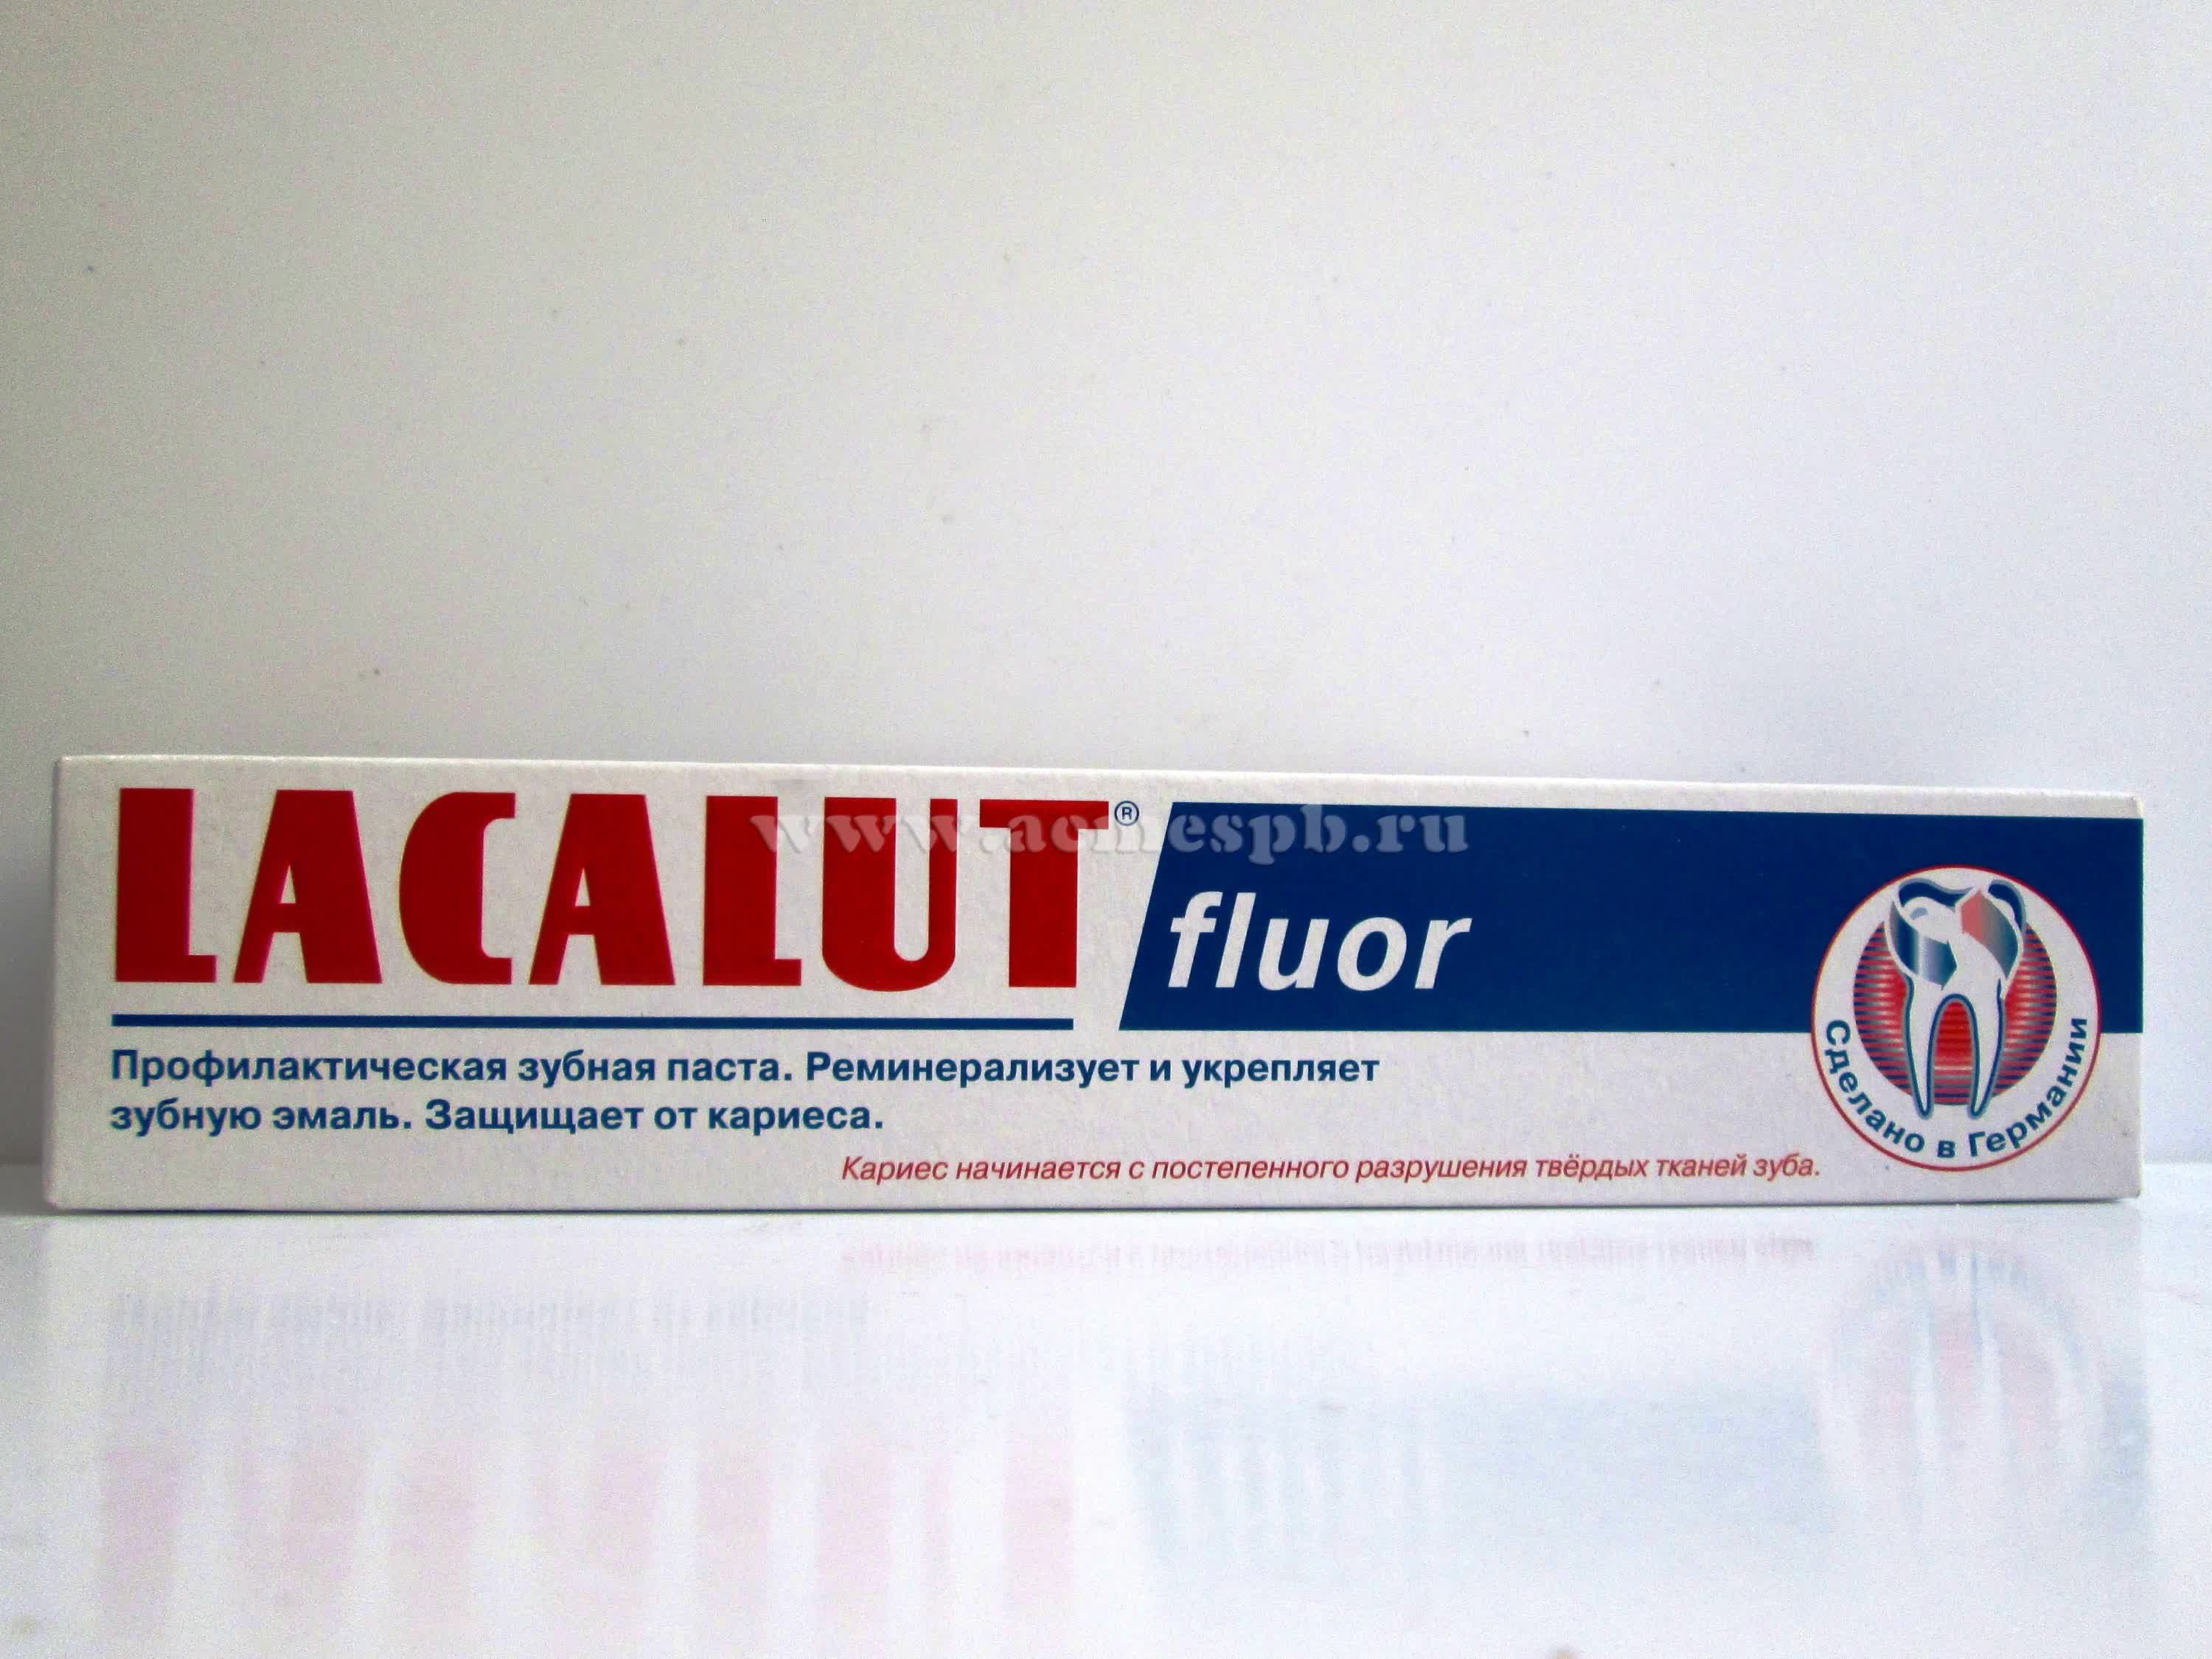 www.acmespb.ru
LACALUT®
fluor
Профилактическая зубная паста. Реминерализует и укрепляет
зубную эмаль. Защищает от кариеса.
Кариес начинается с постепенного разрушения твёрдых тканей зуба.
Сделано в Германии